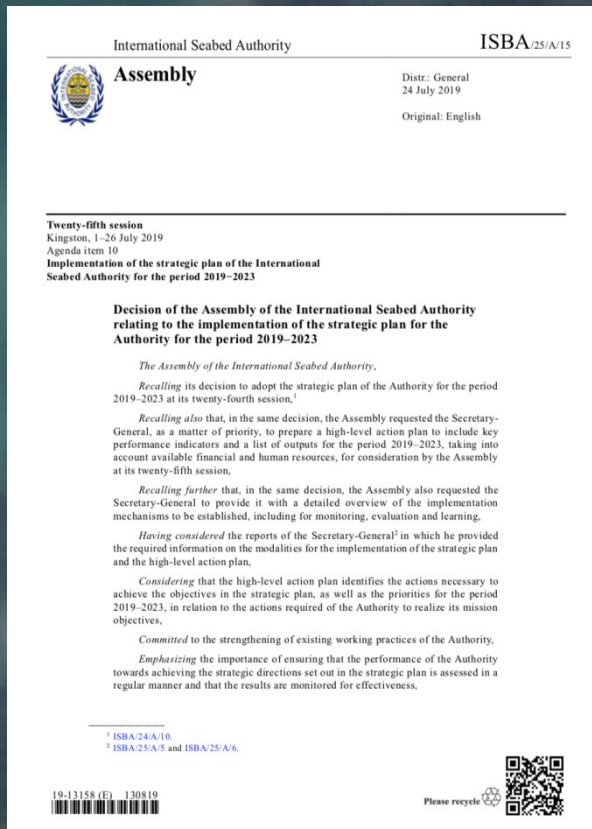 International Seabed Authority
ISBA/25/A/15
Assembly
Distr.: General
24 July 2019
Original: English
Twenty-fifth session
Kingston, 1–26 July 2019
Agenda item 10
Implementation of the strategic plan of the International
Seabed Authority for the period 2019−2023
Decision of the Assembly of the International Seabed Authority
relating to the implementation of the strategic plan for the
Authority for the period 2019–2023
The Assembly of the International Seabed Authority,
Recalling its decision to adopt the strategic plan of the Authority for the period
2019–2023 at its twenty-fourth session,1
Recalling also that, in the same decision, the Assembly requested the Secretary-
General, as a matter of priority, to prepare a high-level action plan to include key
performance indicators and a list of outputs for the period 2019–2023, taking into
account available financial and human resources, for consideration by the Assembly
at its twenty-fifth session,
Recalling further that, in the same decision, the Assembly also requested the
Secretary-General to provide it with a detailed overview of the implementation
mechanisms to be established, including for monitoring, evaluation and learning,
Having considered the reports of the Secretary-General2 in which he provided
the required information on the modalities for the implementation of the strategic plan
and the high-level action plan,
Considering that the high-level action plan identifies the actions necessary to
achieve the objectives in the strategic plan, as well as the priorities for the period
2019–2023, in relation to the actions required of the Authority to realize its mission
objectives,
Committed to the strengthening of existing working practices of the Authority,
Emphasizing the importance of ensuring that the performance of the Authority
towards achieving the strategic directions set out in the strategic plan is assessed in a
regular manner and that the results are monitored for effectiveness,
1 ISBA/24/A/10.
2 ISBA/25/A/5 and ISBA/25/A/6.
19-13158 (E) 130819
Please recycle